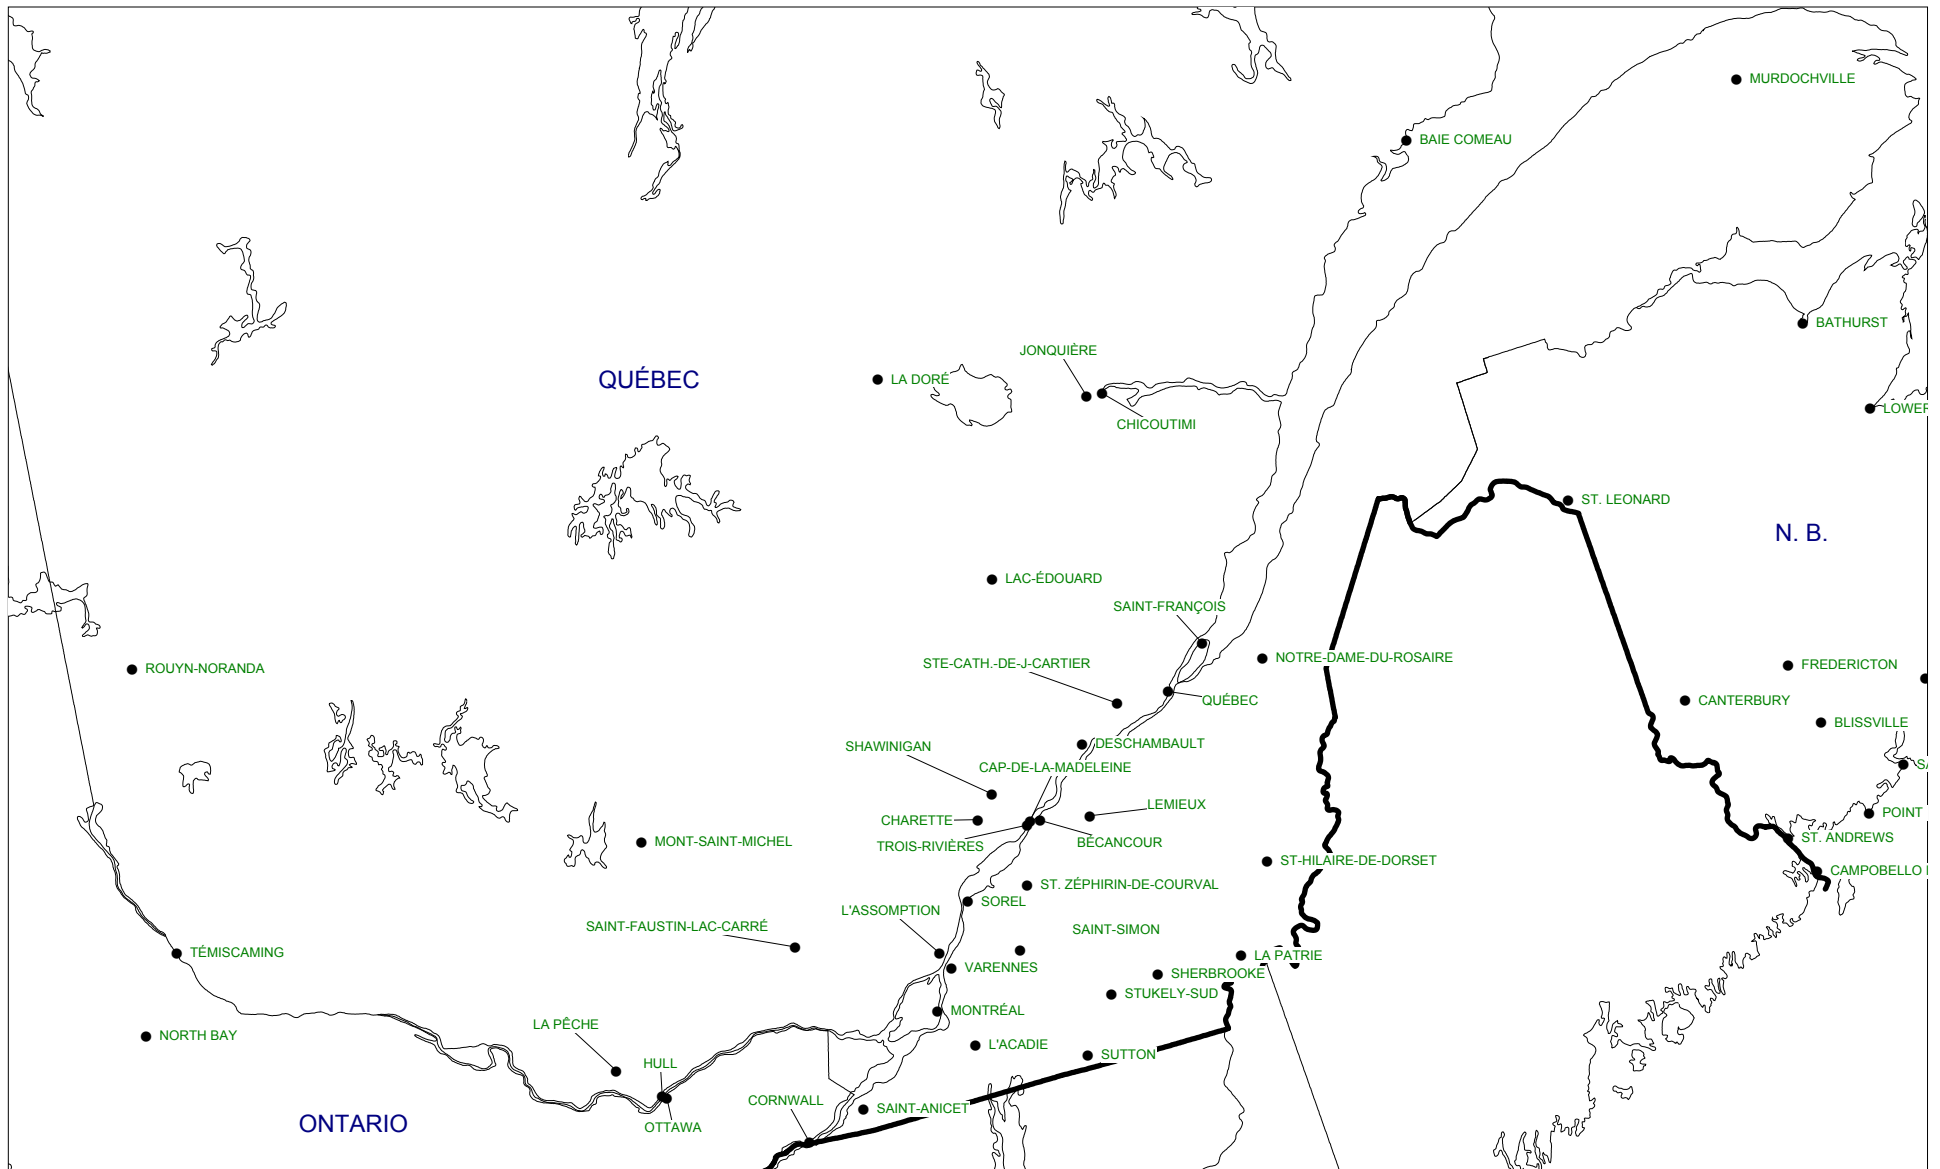 MURDOCHVILLE
BAIE COMEAU
BATHURST
JONQUIÈRE
QUÉBEC
LA DORÉ
CHICOUTIMI
LOWER
ST. LEONARD
N. B.
LAC-ÉDOUARD
SAINT-FRANÇOIS
STE-CATH.-DE-J-CARTIER
NOTRE-DAME-DU-ROSAIRE
FREDERICTON
ROUYN-NORANDA
QUÉBEC
CANTERBURY
BLISSVILLE
SHAWINIGAN
DESCHAMBAULT
CAP-DE-LA-MADELEINE
SA
LEMIEUX
CHARETTE
POINT
MONT-SAINT-MICHEL
TROIS-RIVIÈRES
BÉCANCOUR
ST. ANDREWS
ST-HILAIRE-DE-DORSET
CAMPOBELLO I
ST. ZÉPHIRIN-DE-COURVAL
SOREL
L'ASSOMPTION
SAINT-FAUSTIN-LAC-CARRÉ
SAINT-SIMON
TÉMISCAMING
LA PATRIE
VARENNES
SHERBROOKE
STUKELY-SUD
MONTRÉAL
LA PÊCHE
NORTH BAY
L'ACADIE
SUTTON
HULL
CORNWALL
SAINT-ANICET
ONTARIO
OTTAWA